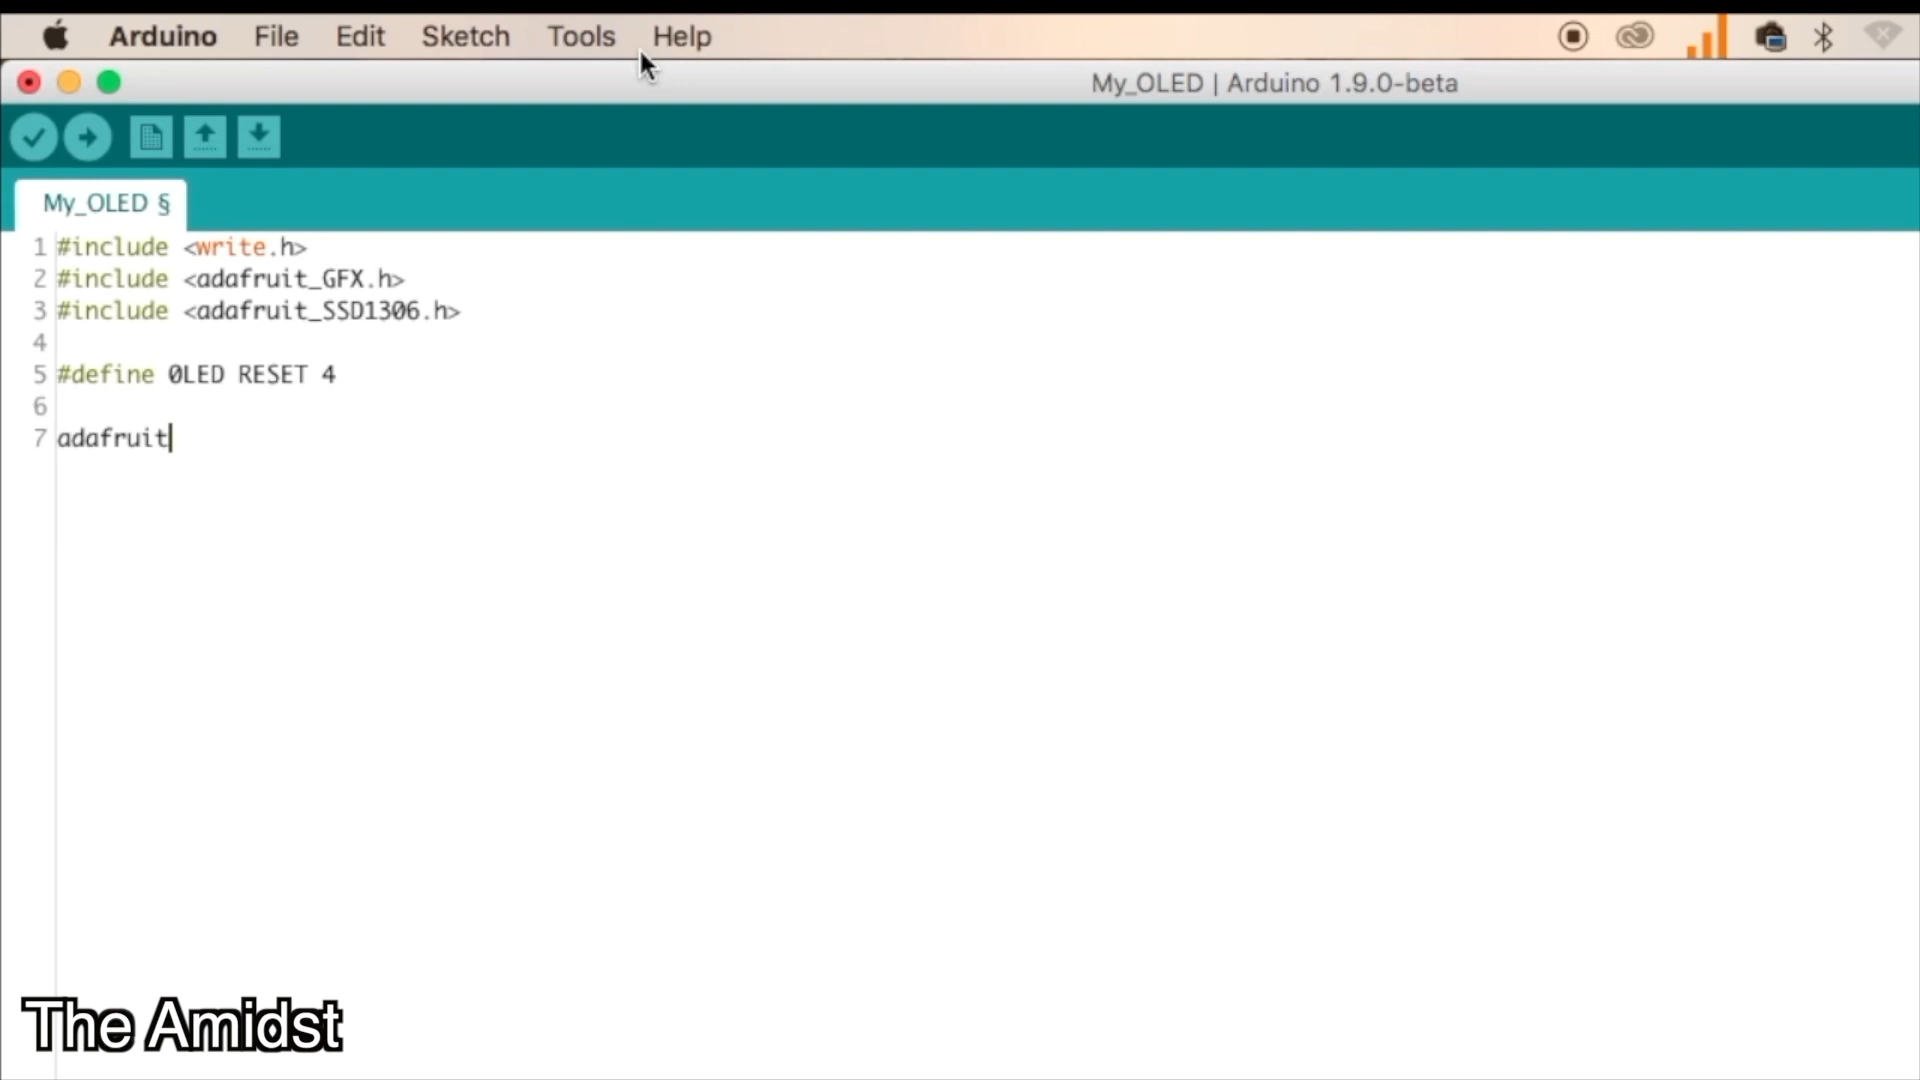 Arduino File Edit Sketch Tools Help
My_OLED | Arduino 1.9.0-beta
My_OLED §
1 #include <write.h>
2 #include <adafruit_GFX.h>
3 #include <adafruit_SSD1306.h>
4
5 #define 0LED RESET 4
6
7 adafruit
The Amidst